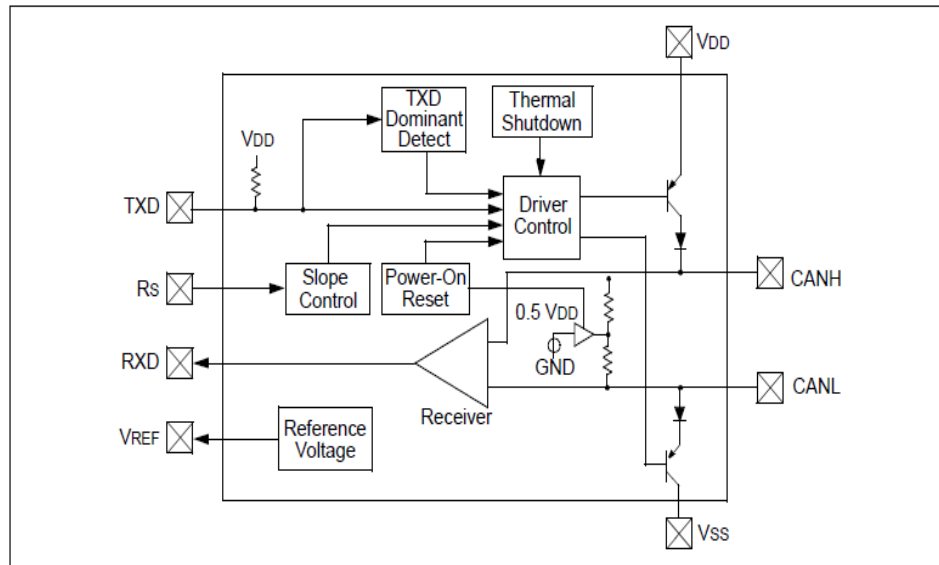 VDD
TXD
Dominant
Detect
Thermal
Shutdown
VDD
TXD
Driver
Control
Rs
Slope
Control
Power-On
Reset
CANH
0.5 VDD
RXD
GND
CANL
Receiver
VREF
Reference
Voltage
VSS